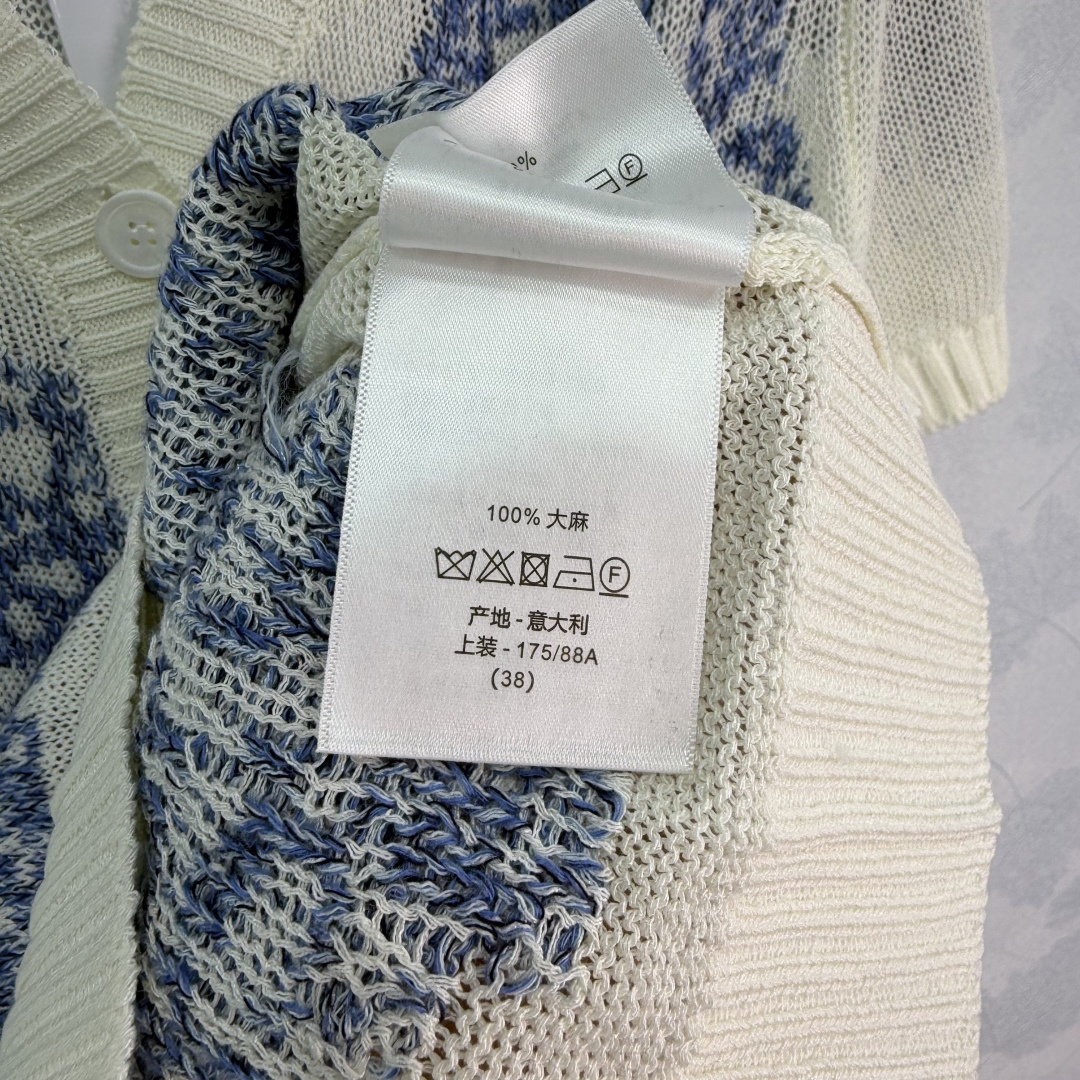 %
F
100% 大麻
F
产地 - 意大利
上装 - 175/88A
(38)